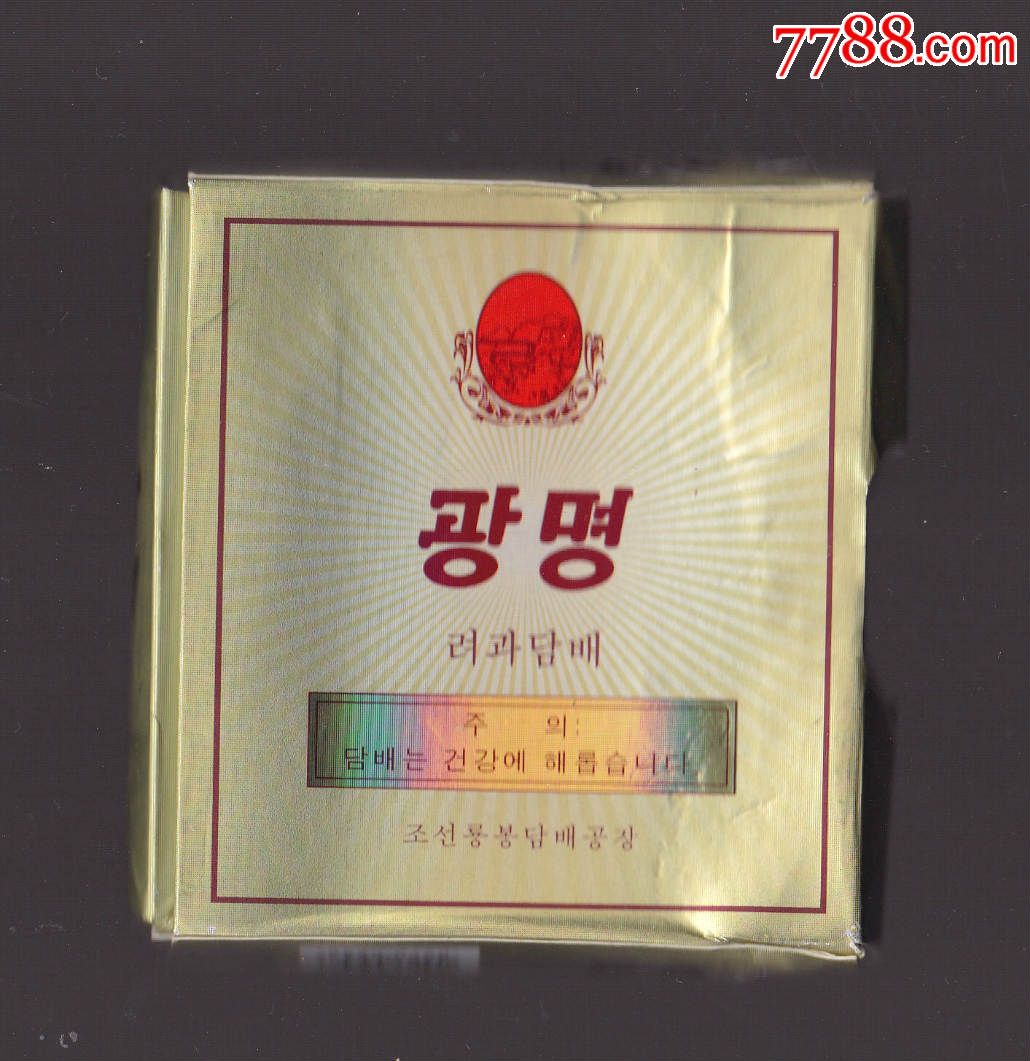 7788.com
광명
려과담배
주 의:
담배는 건강에 해롭습니다
조선룡봉담배공장